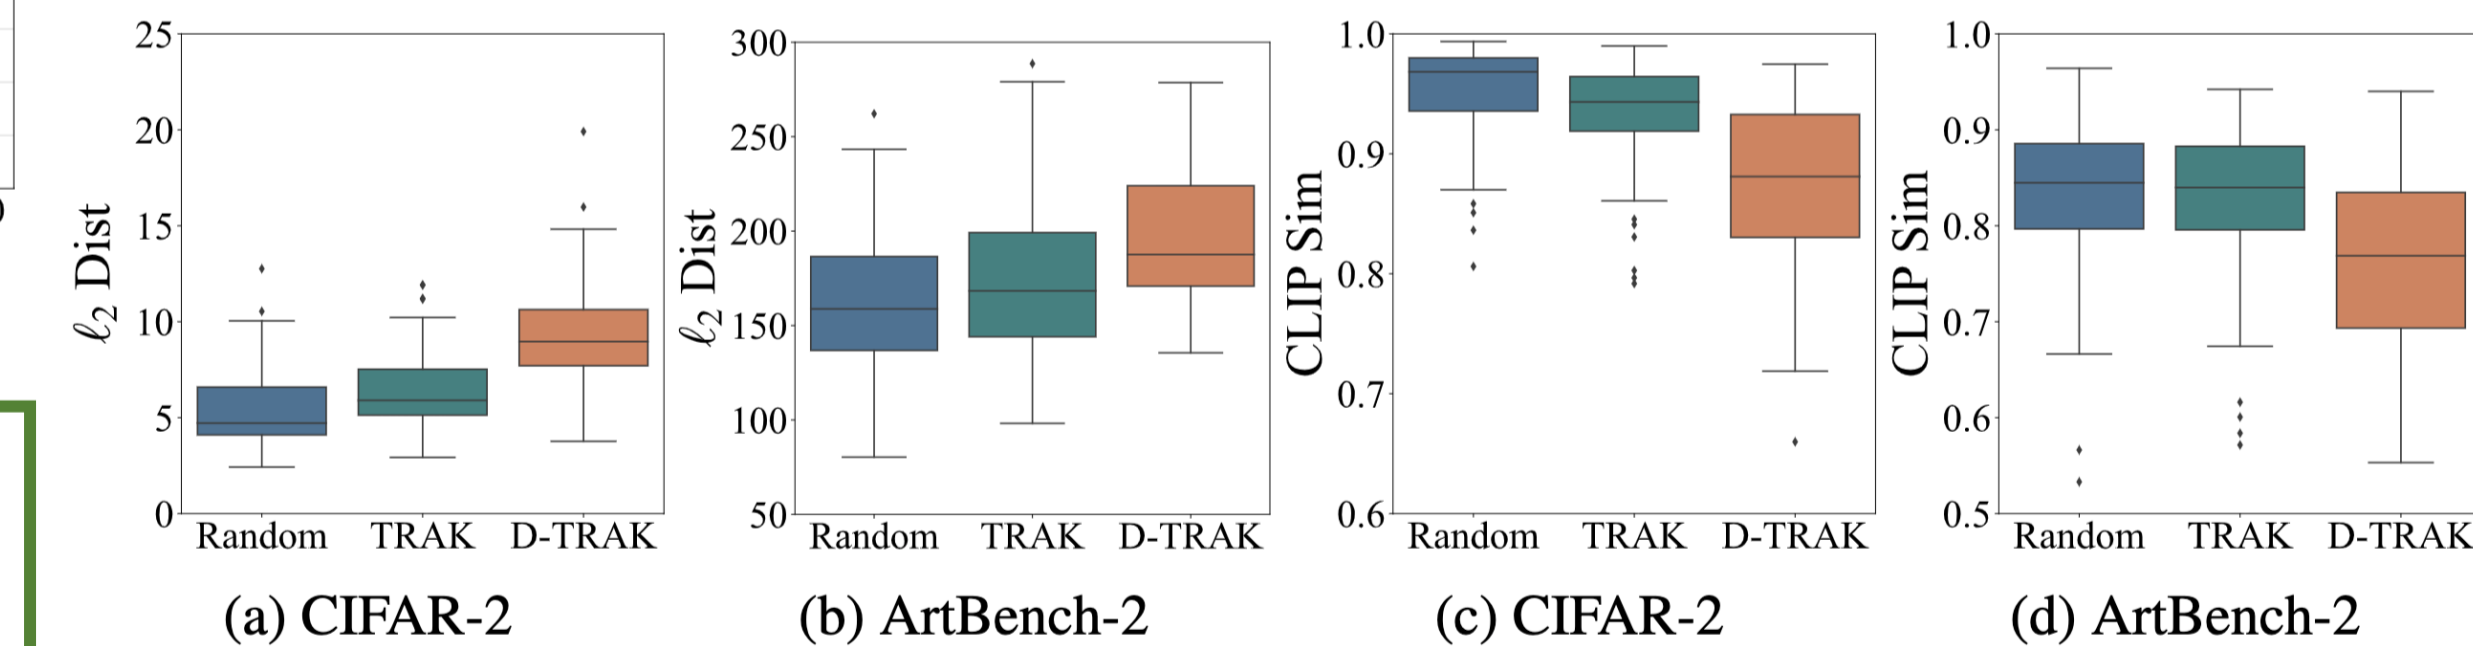 25
20
15
10
5
0
ℓ2 Dist
Random TRAK D-TRAK
(a) CIFAR-2
300
250
200
150
100
50
ℓ2 Dist
Random TRAK D-TRAK
(b) ArtBench-2
1.0
0.9
0.8
0.7
0.6
CLIP Sim
Random TRAK D-TRAK
(c) CIFAR-2
1.0
0.9
0.8
0.7
0.6
0.5
CLIP Sim
Random TRAK D-TRAK
(d) ArtBench-2